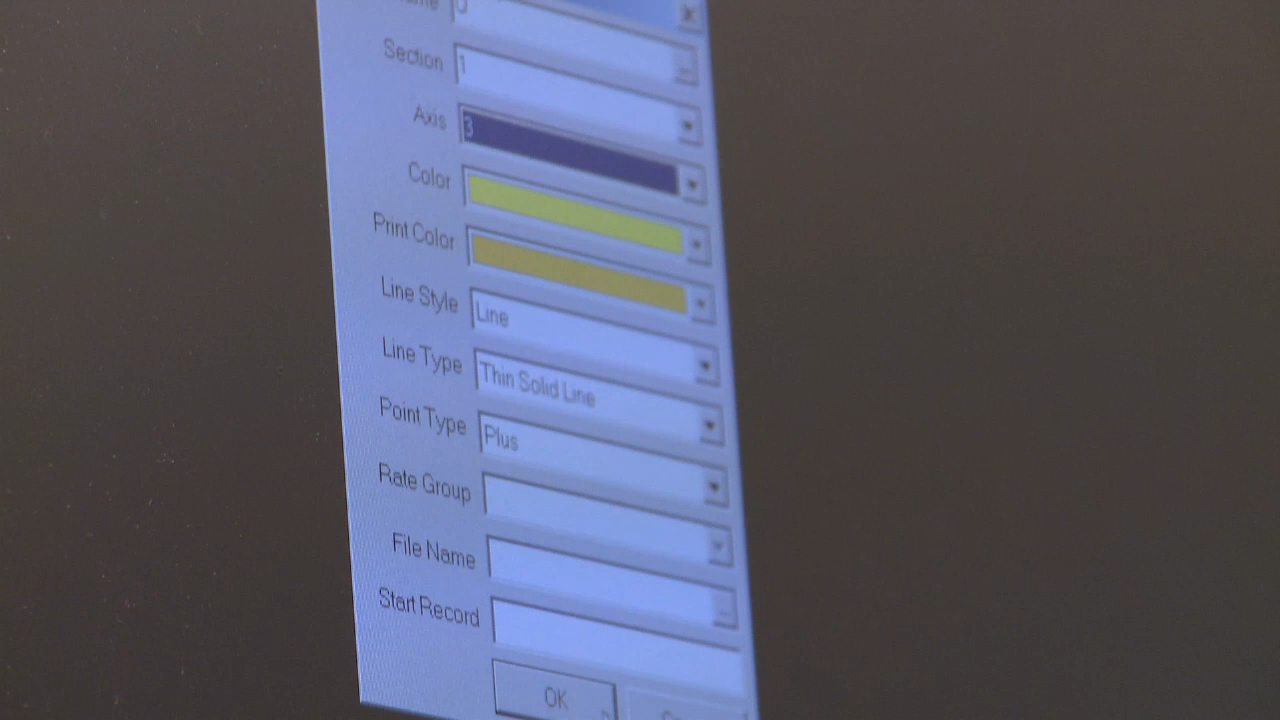 Section 1
Axis 3
Color
Print Color
Line Style Line
Line Type Thin Solid Line
Point Type Plus
Rate Group
File Name
Start Record
OK